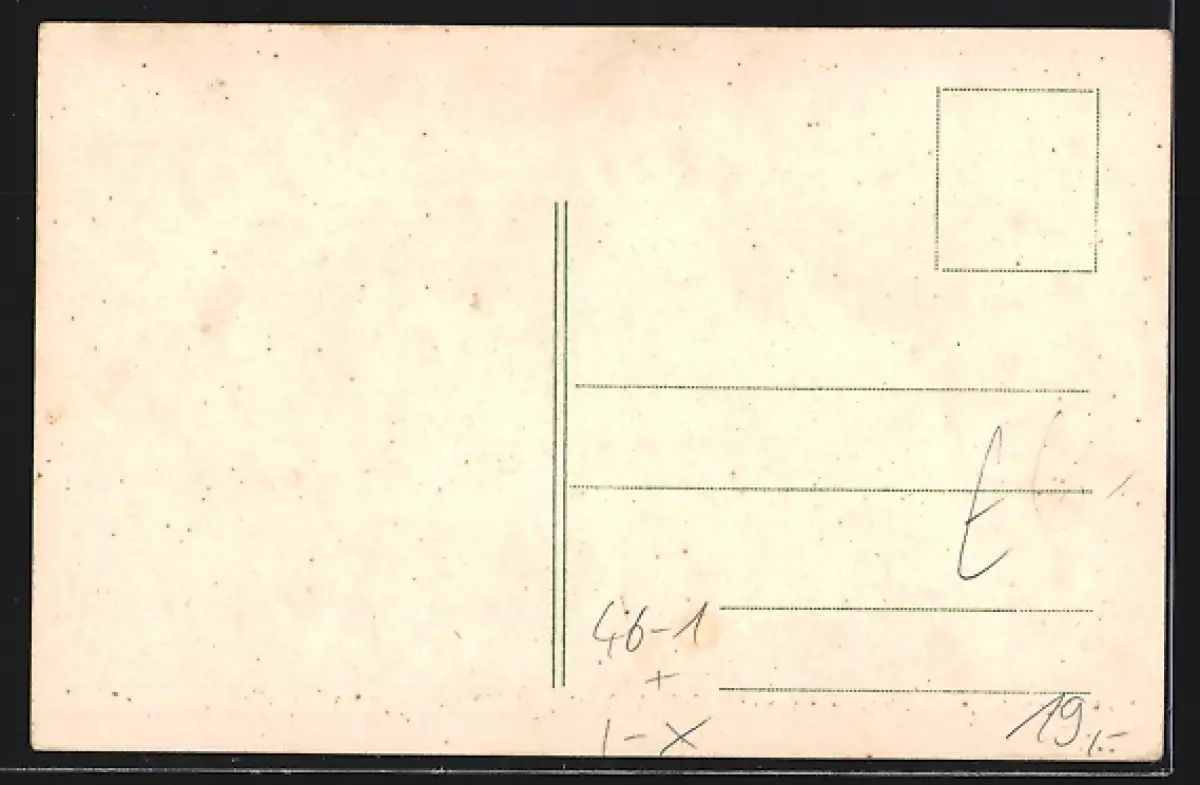 t
46-1
+
1-X
19,-